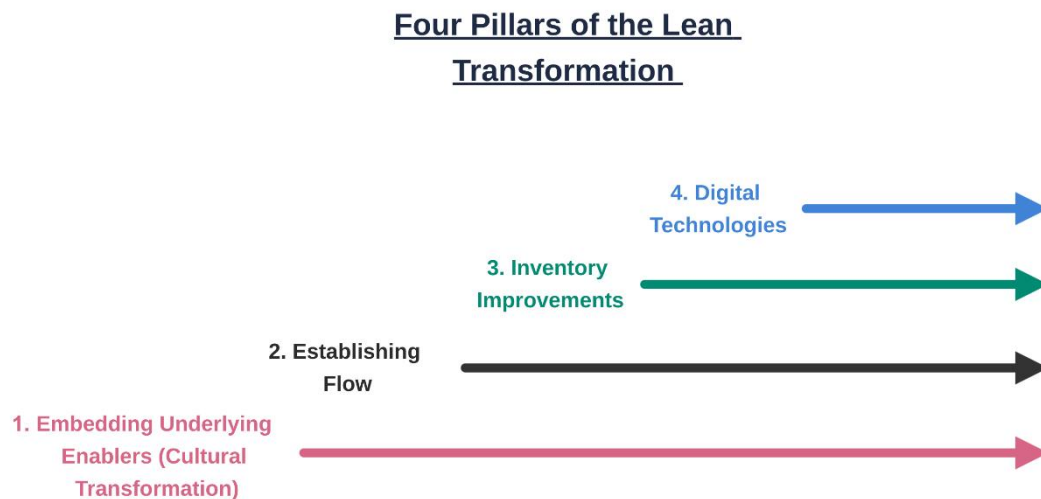 Four Pillars of the Lean
Transformation
4. Digital
Technologies
3. Inventory
Improvements
2. Establishing
Flow
1. Embedding Underlying
Enablers (Cultural
Transformation)